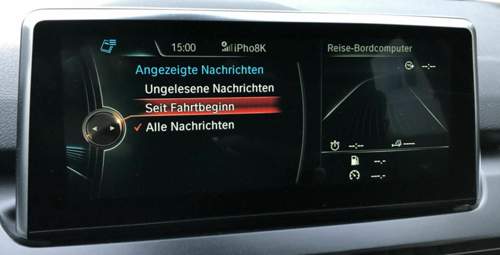 15:00 iPho8K
Reise-Bordcomputer
Angezeigte Nachrichten
Ungelesene Nachrichten
Seit Fahrtbeginn
Alle Nachrichten
--:--
--:-- ----
--.-
--.-